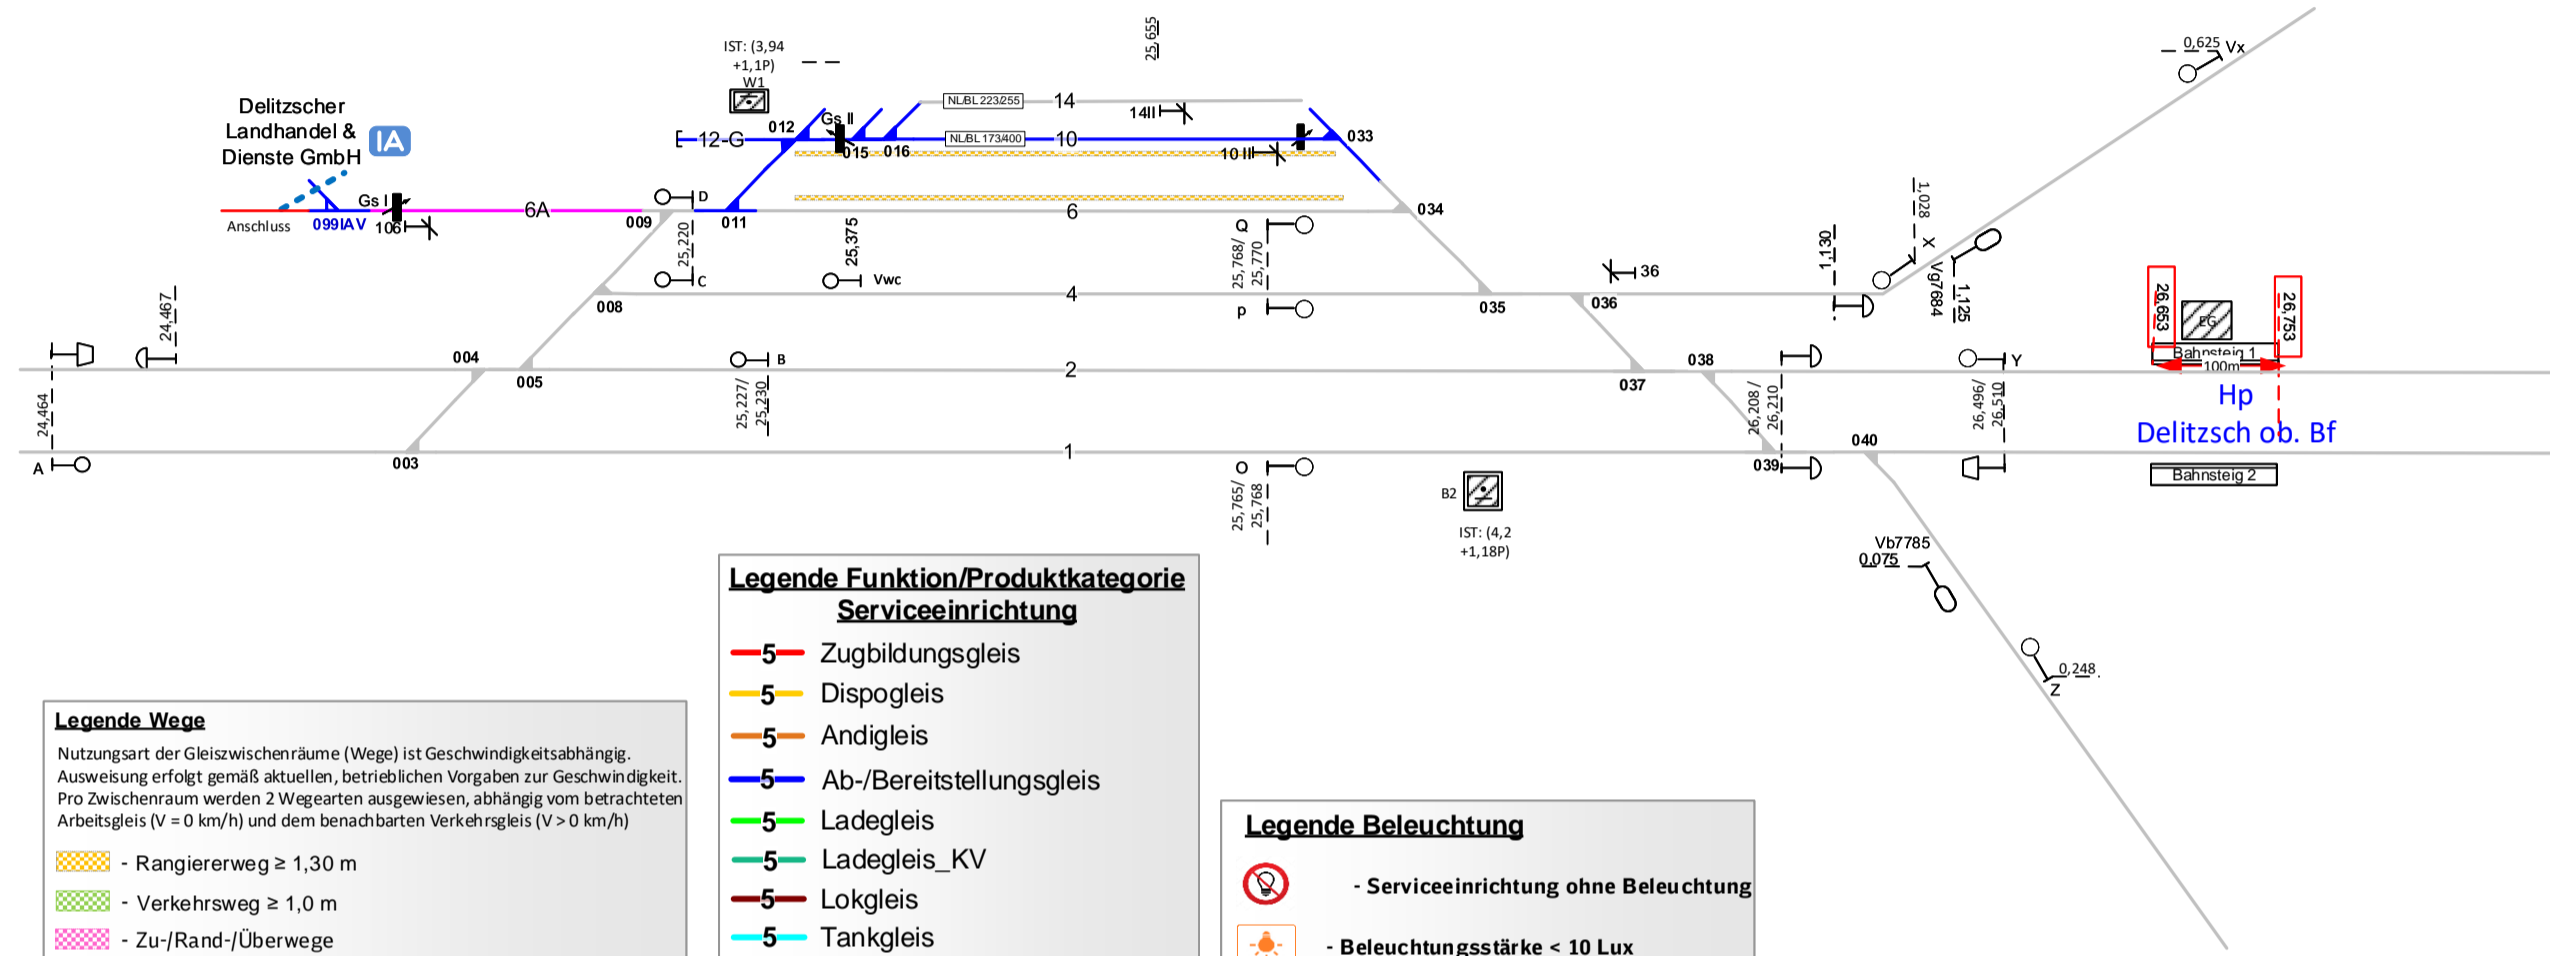 IST: (3,94
+1,1P)
W1
25,655
0,625 Vx
Delitzscher
Landhandel &
Dienste GmbH
IA
012
Gs II
NL/BL 223/255
14
14II
12-G
015
016
NL/BL 173/400
10
10 II
033
Gs I
6A
D
Anschluss
099IAV
106
009
011
6
034
25,220
25,375
Q
25,768/
25,770
1,028
X
1,130
Vg7684
1,125
C
Vwc
36
008
4
P
035
036
24,467
26,653
26,753
EG
Bahnsteig 1
100m
004
005
B
2
038
037
Y
24,464
25,227/
25,230
26,208/
26,210
26,496/
26,510
Hp
Delitzsch ob. Bf
A
003
1
O
039
040
Bahnsteig 2
25,765/
25,768
B2
IST: (4,2
+1,18P)
Vb7785
0,075
0,248
Z
Legende Funktion/Produktkategorie
Serviceeinrichtung
5 Zugbildungsgleis
5 Dispogleis
5 Andigleis
5 Ab-/Bereitstellungsgleis
5 Ladegleis
5 Ladegleis_KV
5 Lokgleis
5 Tankgleis
Legende Wege
Nutzungsart der Gleiszwischenräume (Wege) ist Geschwindigkeitsabhängig.
Ausweisung erfolgt gemäß aktuellen, betrieblichen Vorgaben zur Geschwindigkeit.
Pro Zwischenraum werden 2 Wegearten ausgewiesen, abhängig vom betrachteten
Arbeitsgleis (V = 0 km/h) und dem benachbarten Verkehrsgleis (V > 0 km/h)
- Rangiererweg ≥ 1,30 m
- Verkehrsweg ≥ 1,0 m
- Zu-/Rand-/Überwege
Legende Beleuchtung
- Serviceeinrichtung ohne Beleuchtung
- Beleuchtungsstärke < 10 Lux